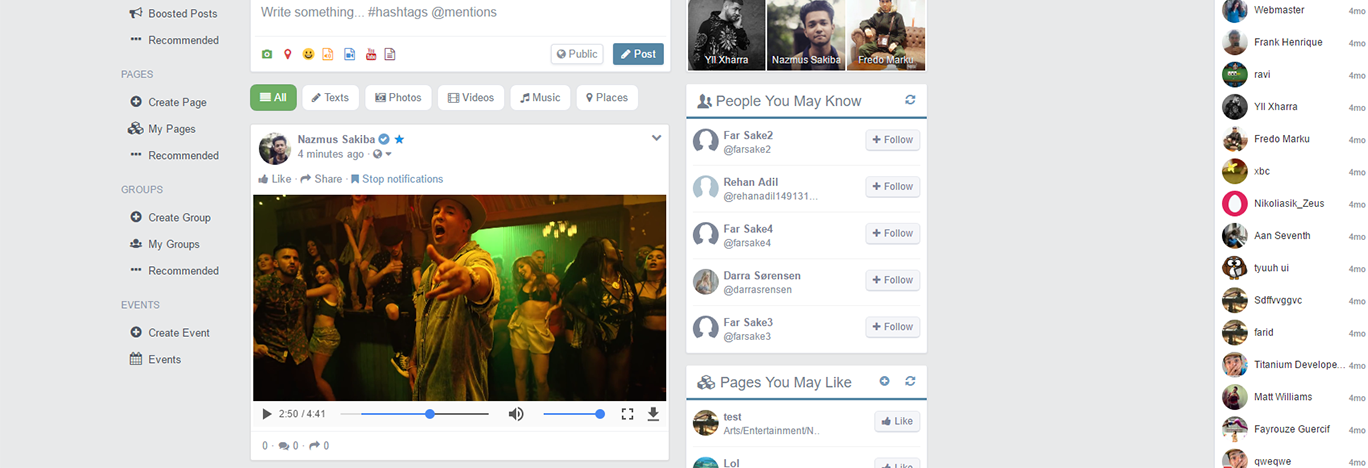 Boosted Posts
Recommended
PAGES
Create Page
My Pages
Recommended
GROUPS
Create Group
My Groups
Recommended
EVENTS
Create Event
Events
Write something... #hashtags @mentions
Public
Post
All
Texts
Photos
Videos
Music
Places
Nazmus Sakiba
4 minutes ago ·
Like · Share · Stop notifications
2:50 / 4:41
0 · 0 · 0
Yll Xharra
Nazmus Sakiba
Fredo Marku
People You May Know
Far Sake2
@farsake2
Follow
Rehan Adil
@rehanadil149131...
Follow
Far Sake4
@farsake4
Follow
Darra Sørensen
@darrasrensen
Follow
Far Sake3
@farsake3
Follow
Pages You May Like
test
Arts/Entertainment/N..
Like
Lol
Like
Webmaster 4mo
Frank Henrique 4mo
ravi 4mo
Yll Xharra 4mo
Fredo Marku 4mo
xbc 4mo
Nikoliasik_Zeus 4mo
Aan Seventh 4mo
tyuuh ui 4mo
Sdffvvggvc 4mo
farid 4mo
Titanium Develope... 4mo
Matt Williams 4mo
Fayrouze Guercif 4mo
qweqwe 4mo